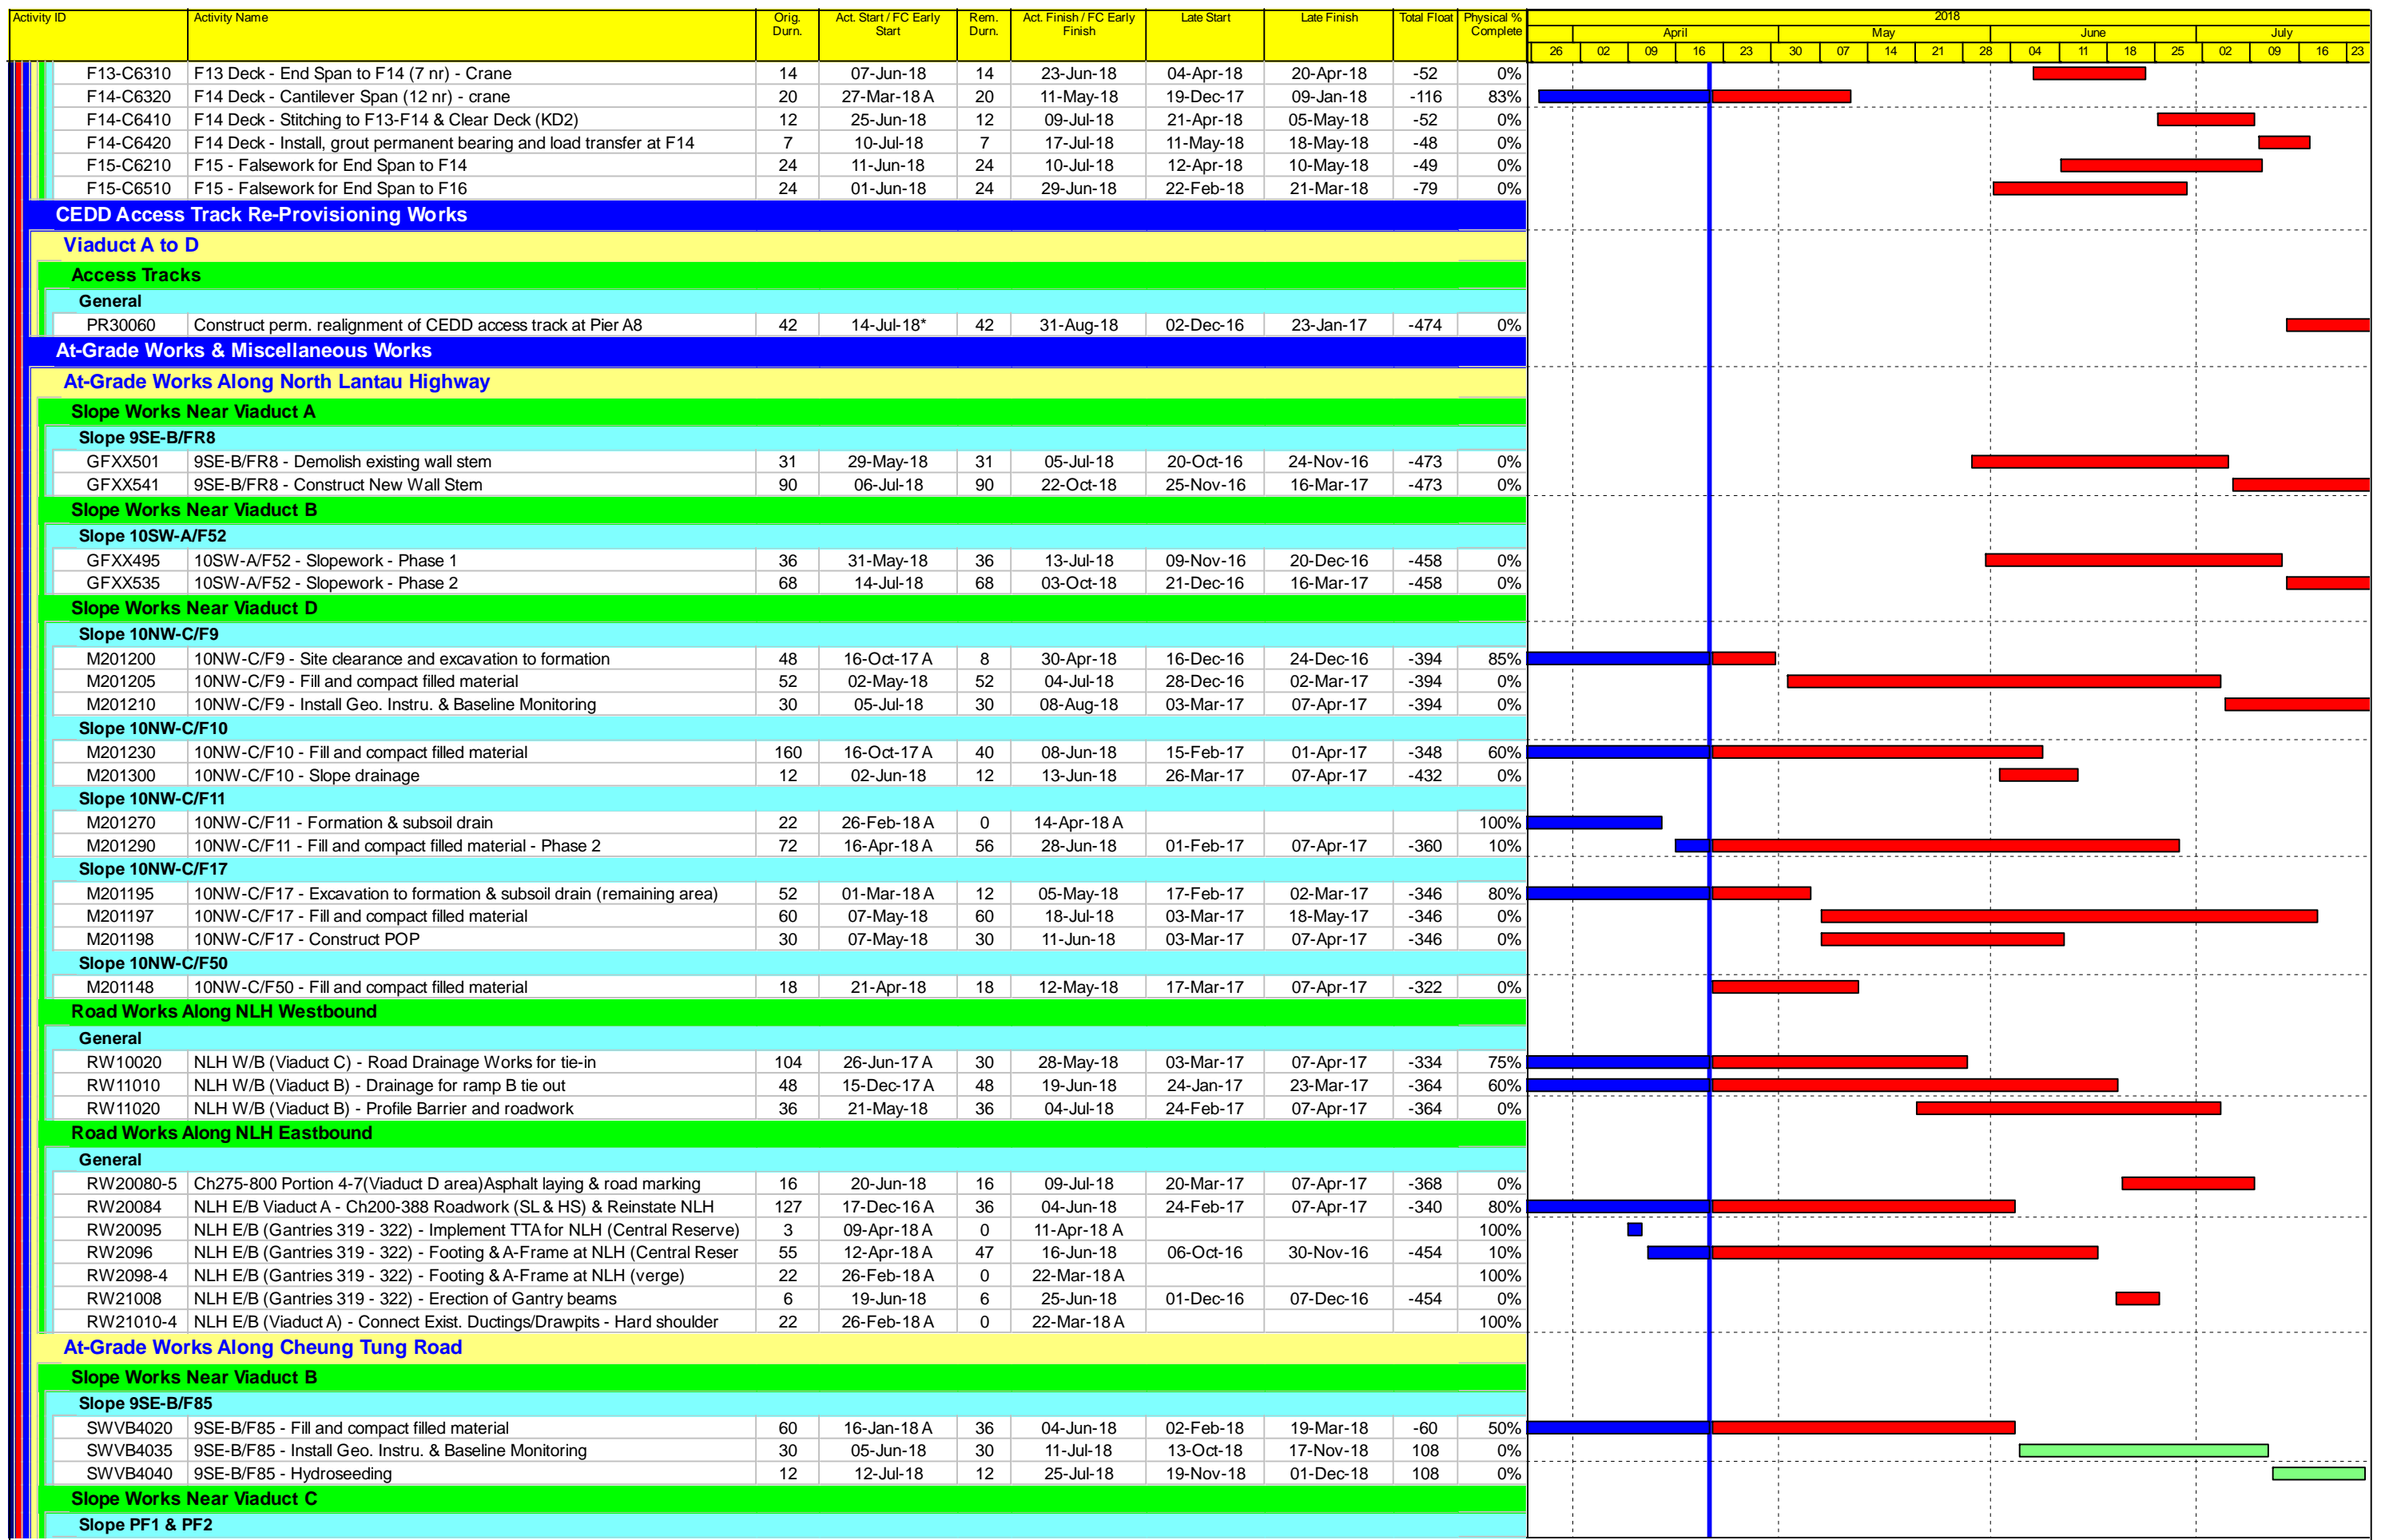 Activity ID Activity Name Orig. Durn. Act. Start / FC Early Start Rem. Durn. Act. Finish / FC Early Finish Late Start Late Finish Total Float Physical % Complete 2018
April May June July
26 02 09 16 23 30 07 14 21 28 04 11 18 25 02 09 16 23
F13-C6310 F13 Deck - End Span to F14 (7 nr) - Crane 14 07-Jun-18 14 23-Jun-18 04-Apr-18 20-Apr-18 -52 0%
F14-C6320 F14 Deck - Cantilever Span (12 nr) - crane 20 27-Mar-18 A 20 11-May-18 19-Dec-17 09-Jan-18 -116 83%
F14-C6410 F14 Deck - Stitching to F13-F14 & Clear Deck (KD2) 12 25-Jun-18 12 09-Jul-18 21-Apr-18 05-May-18 -52 0%
F14-C6420 F14 Deck - Install, grout permanent bearing and load transfer at F14 7 10-Jul-18 7 17-Jul-18 11-May-18 18-May-18 -48 0%
F15-C6210 F15 - Falsework for End Span to F14 24 11-Jun-18 24 10-Jul-18 12-Apr-18 10-May-18 -49 0%
F15-C6510 F15 - Falsework for End Span to F16 24 01-Jun-18 24 29-Jun-18 22-Feb-18 21-Mar-18 -79 0%
CEDD Access Track Re-Provisioning Works
Viaduct A to D
Access Tracks
General
PR30060 Construct perm. realignment of CEDD access track at Pier A8 42 14-Jul-18* 42 31-Aug-18 02-Dec-16 23-Jan-17 -474 0%
At-Grade Works & Miscellaneous Works
At-Grade Works Along North Lantau Highway
Slope Works Near Viaduct A
Slope 9SE-B/FR8
GFXX501 9SE-B/FR8 - Demolish existing wall stem 31 29-May-18 31 05-Jul-18 20-Oct-16 24-Nov-16 -473 0%
GFXX541 9SE-B/FR8 - Construct New Wall Stem 90 06-Jul-18 90 22-Oct-18 25-Nov-16 16-Mar-17 -473 0%
Slope Works Near Viaduct B
Slope 10SW-A/F52
GFXX495 10SW-A/F52 - Slopework - Phase 1 36 31-May-18 36 13-Jul-18 09-Nov-16 20-Dec-16 -458 0%
GFXX535 10SW-A/F52 - Slopework - Phase 2 68 14-Jul-18 68 03-Oct-18 21-Dec-16 16-Mar-17 -458 0%
Slope Works Near Viaduct D
Slope 10NW-C/F9
M201200 10NW-C/F9 - Site clearance and excavation to formation 48 16-Oct-17 A 8 30-Apr-18 16-Dec-16 24-Dec-16 -394 85%
M201205 10NW-C/F9 - Fill and compact filled material 52 02-May-18 52 04-Jul-18 28-Dec-16 02-Mar-17 -394 0%
M201210 10NW-C/F9 - Install Geo. Instru. & Baseline Monitoring 30 05-Jul-18 30 08-Aug-18 03-Mar-17 07-Apr-17 -394 0%
Slope 10NW-C/F10
M201230 10NW-C/F10 - Fill and compact filled material 160 16-Oct-17 A 40 08-Jun-18 15-Feb-17 01-Apr-17 -348 60%
M201300 10NW-C/F10 - Slope drainage 12 02-Jun-18 12 13-Jun-18 26-Mar-17 07-Apr-17 -432 0%
Slope 10NW-C/F11
M201270 10NW-C/F11 - Formation & subsoil drain 22 26-Feb-18 A 0 14-Apr-18 A 100%
M201290 10NW-C/F11 - Fill and compact filled material - Phase 2 72 16-Apr-18 A 56 28-Jun-18 01-Feb-17 07-Apr-17 -360 10%
Slope 10NW-C/F17
M201195 10NW-C/F17 - Excavation to formation & subsoil drain (remaining area) 52 01-Mar-18 A 12 05-May-18 17-Feb-17 02-Mar-17 -346 80%
M201197 10NW-C/F17 - Fill and compact filled material 60 07-May-18 60 18-Jul-18 03-Mar-17 18-May-17 -346 0%
M201198 10NW-C/F17 - Construct POP 30 07-May-18 30 11-Jun-18 03-Mar-17 07-Apr-17 -346 0%
Slope 10NW-C/F50
M201148 10NW-C/F50 - Fill and compact filled material 18 21-Apr-18 18 12-May-18 17-Mar-17 07-Apr-17 -322 0%
Road Works Along NLH Westbound
General
RW10020 NLH W/B (Viaduct C) - Road Drainage Works for tie-in 104 26-Jun-17 A 30 28-May-18 03-Mar-17 07-Apr-17 -334 75%
RW11010 NLH W/B (Viaduct B) - Drainage for ramp B tie out 48 15-Dec-17 A 48 19-Jun-18 24-Jan-17 23-Mar-17 -364 60%
RW11020 NLH W/B (Viaduct B) - Profile Barrier and roadwork 36 21-May-18 36 04-Jul-18 24-Feb-17 07-Apr-17 -364 0%
Road Works Along NLH Eastbound
General
RW20080-5 Ch275-800 Portion 4-7(Viaduct D area)Asphalt laying & road marking 16 20-Jun-18 16 09-Jul-18 20-Mar-17 07-Apr-17 -368 0%
RW20084 NLH E/B Viaduct A - Ch200-388 Roadwork (SL & HS) & Reinstate NLH 127 17-Dec-16 A 36 04-Jun-18 24-Feb-17 07-Apr-17 -340 80%
RW20095 NLH E/B (Gantries 319 - 322) - Implement TTA for NLH (Central Reserve) 3 09-Apr-18 A 0 11-Apr-18 A 100%
RW2096 NLH E/B (Gantries 319 - 322) - Footing & A-Frame at NLH (Central Reser 55 12-Apr-18 A 47 16-Jun-18 06-Oct-16 30-Nov-16 -454 10%
RW2098-4 NLH E/B (Gantries 319 - 322) - Footing & A-Frame at NLH (verge) 22 26-Feb-18 A 0 22-Mar-18 A 100%
RW21008 NLH E/B (Gantries 319 - 322) - Erection of Gantry beams 6 19-Jun-18 6 25-Jun-18 01-Dec-16 07-Dec-16 -454 0%
RW21010-4 NLH E/B (Viaduct A) - Connect Exist. Ductings/Drawpits - Hard shoulder 22 26-Feb-18 A 0 22-Mar-18 A 100%
At-Grade Works Along Cheung Tung Road
Slope Works Near Viaduct B
Slope 9SE-B/F85
SWVB4020 9SE-B/F85 - Fill and compact filled material 60 16-Jan-18 A 36 04-Jun-18 02-Feb-18 19-Mar-18 -60 50%
SWVB4035 9SE-B/F85 - Install Geo. Instru. & Baseline Monitoring 30 05-Jun-18 30 11-Jul-18 13-Oct-18 17-Nov-18 108 0%
SWVB4040 9SE-B/F85 - Hydroseeding 12 12-Jul-18 12 25-Jul-18 19-Nov-18 01-Dec-18 108 0%
Slope Works Near Viaduct C
Slope PF1 & PF2